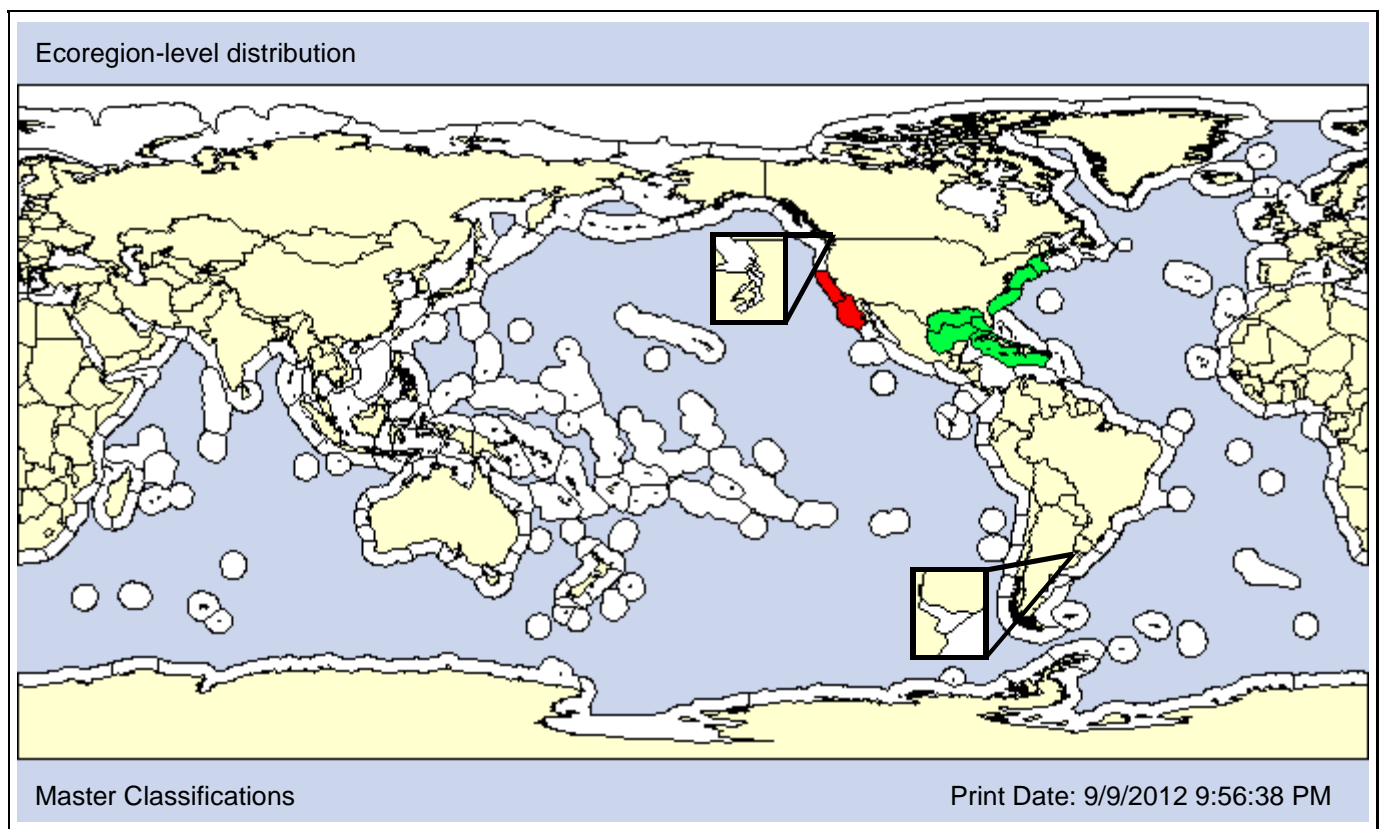 Ecoregion-level distribution
Master Classifications
Print Date: 9/9/2012 9:56:38 PM